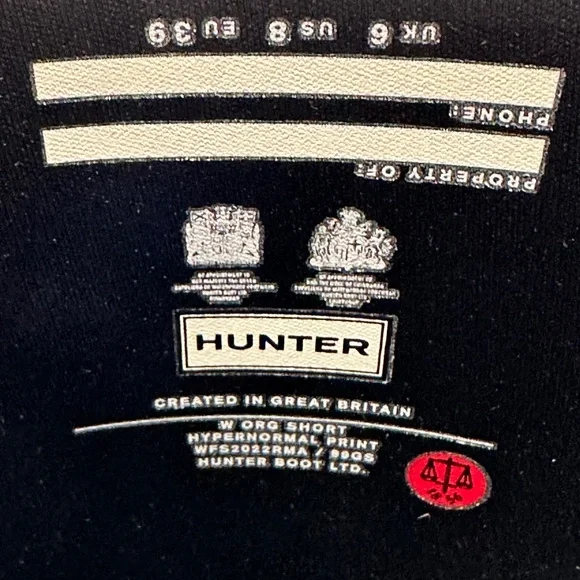 UK 6 US 8 EU 39
PHONE:
PROPERTY OF:
HUNTER
CREATED IN GREAT BRITAIN
W ORG SHORT
HYPERNORMAL PRINT
WFS2022RMA / 99GS
HUNTER BOOT LTD.